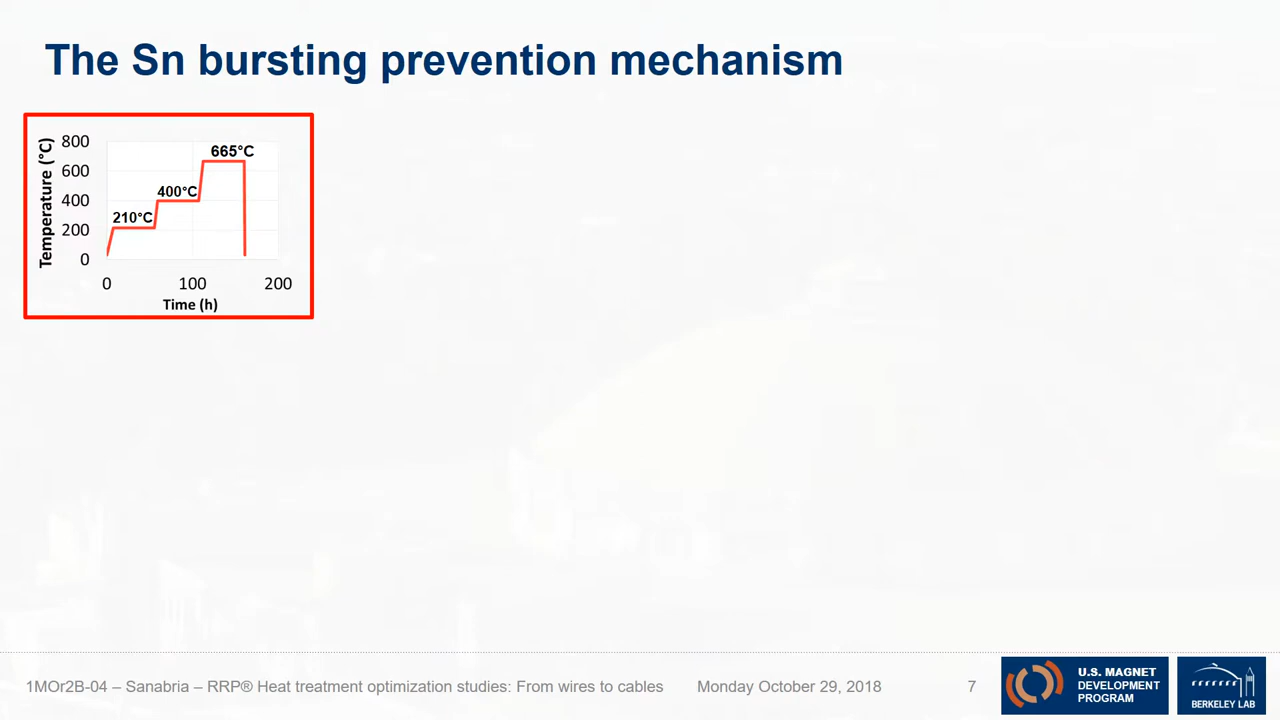 The Sn bursting prevention mechanism
Temperature (°C)
800
600
400
200
0
665°C
400°C
210°C
0 100 200
Time (h)
1MOr2B-04 – Sanabria – RRP® Heat treatment optimization studies: From wires to cables Monday October 29, 2018 7
U.S. MAGNET
DEVELOPMENT
PROGRAM
BERKELEY LAB